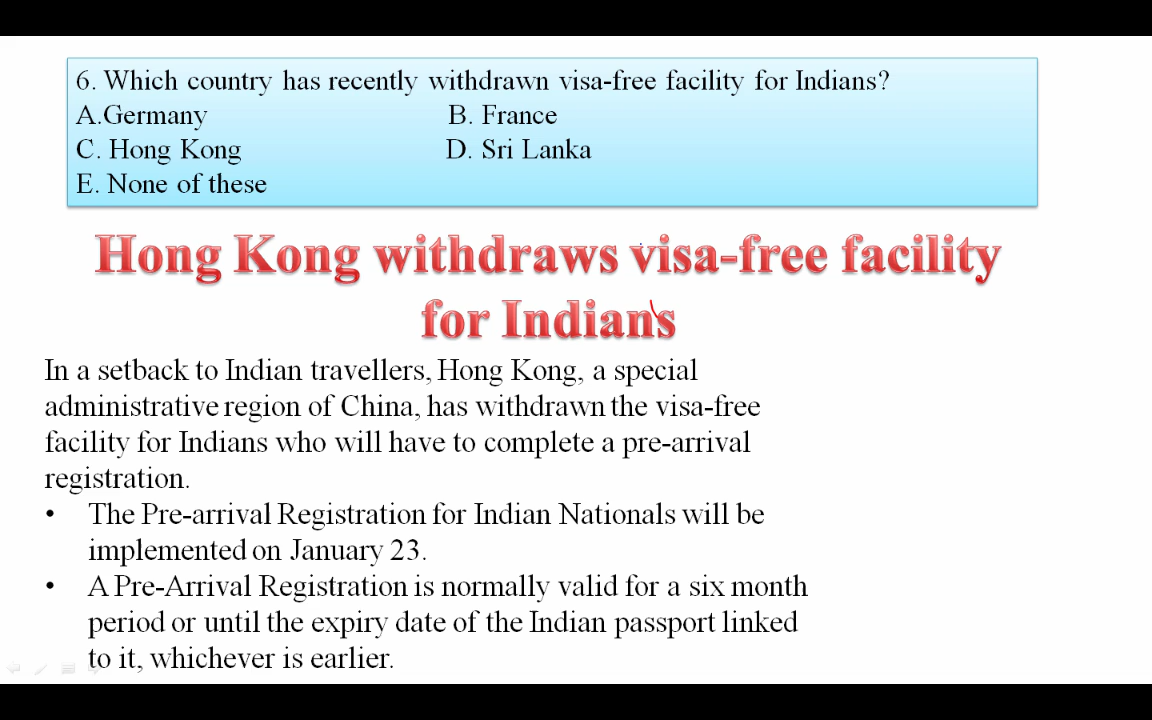 6. Which country has recently withdrawn visa-free facility for Indians?
A.Germany B. France
C. Hong Kong D. Sri Lanka
E. None of these
Hong Kong withdraws visa-free facility
for Indians
In a setback to Indian travellers, Hong Kong, a special
administrative region of China, has withdrawn the visa-free
facility for Indians who will have to complete a pre-arrival
registration.
• The Pre-arrival Registration for Indian Nationals will be
implemented on January 23.
• A Pre-Arrival Registration is normally valid for a six month
period or until the expiry date of the Indian passport linked
to it, whichever is earlier.